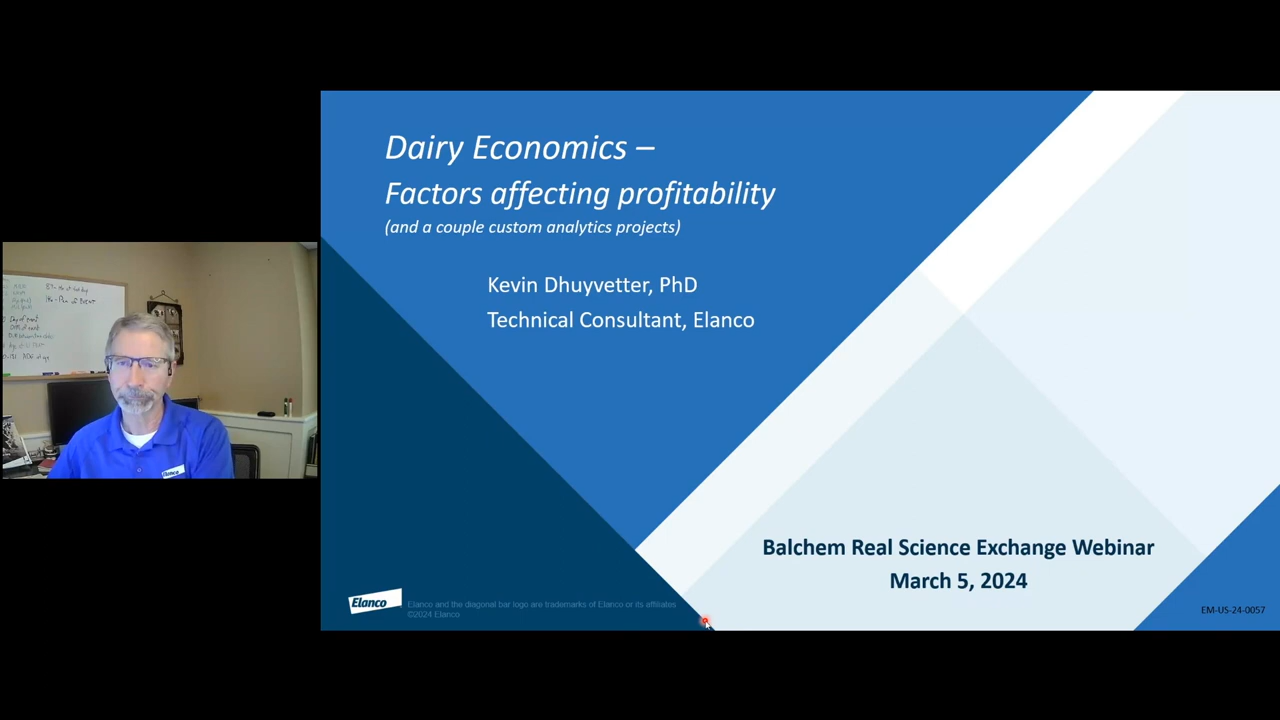 Dairy Economics –
Factors affecting profitability
(and a couple custom analytics projects)
Kevin Dhuyvetter, PhD
Technical Consultant, Elanco
Balchem Real Science Exchange Webinar
March 5, 2024
Elanco
Elanco and the diagonal bar logo are trademarks of Elanco or its affiliates
©2024 Elanco
EM-US-24-0057
Elanco